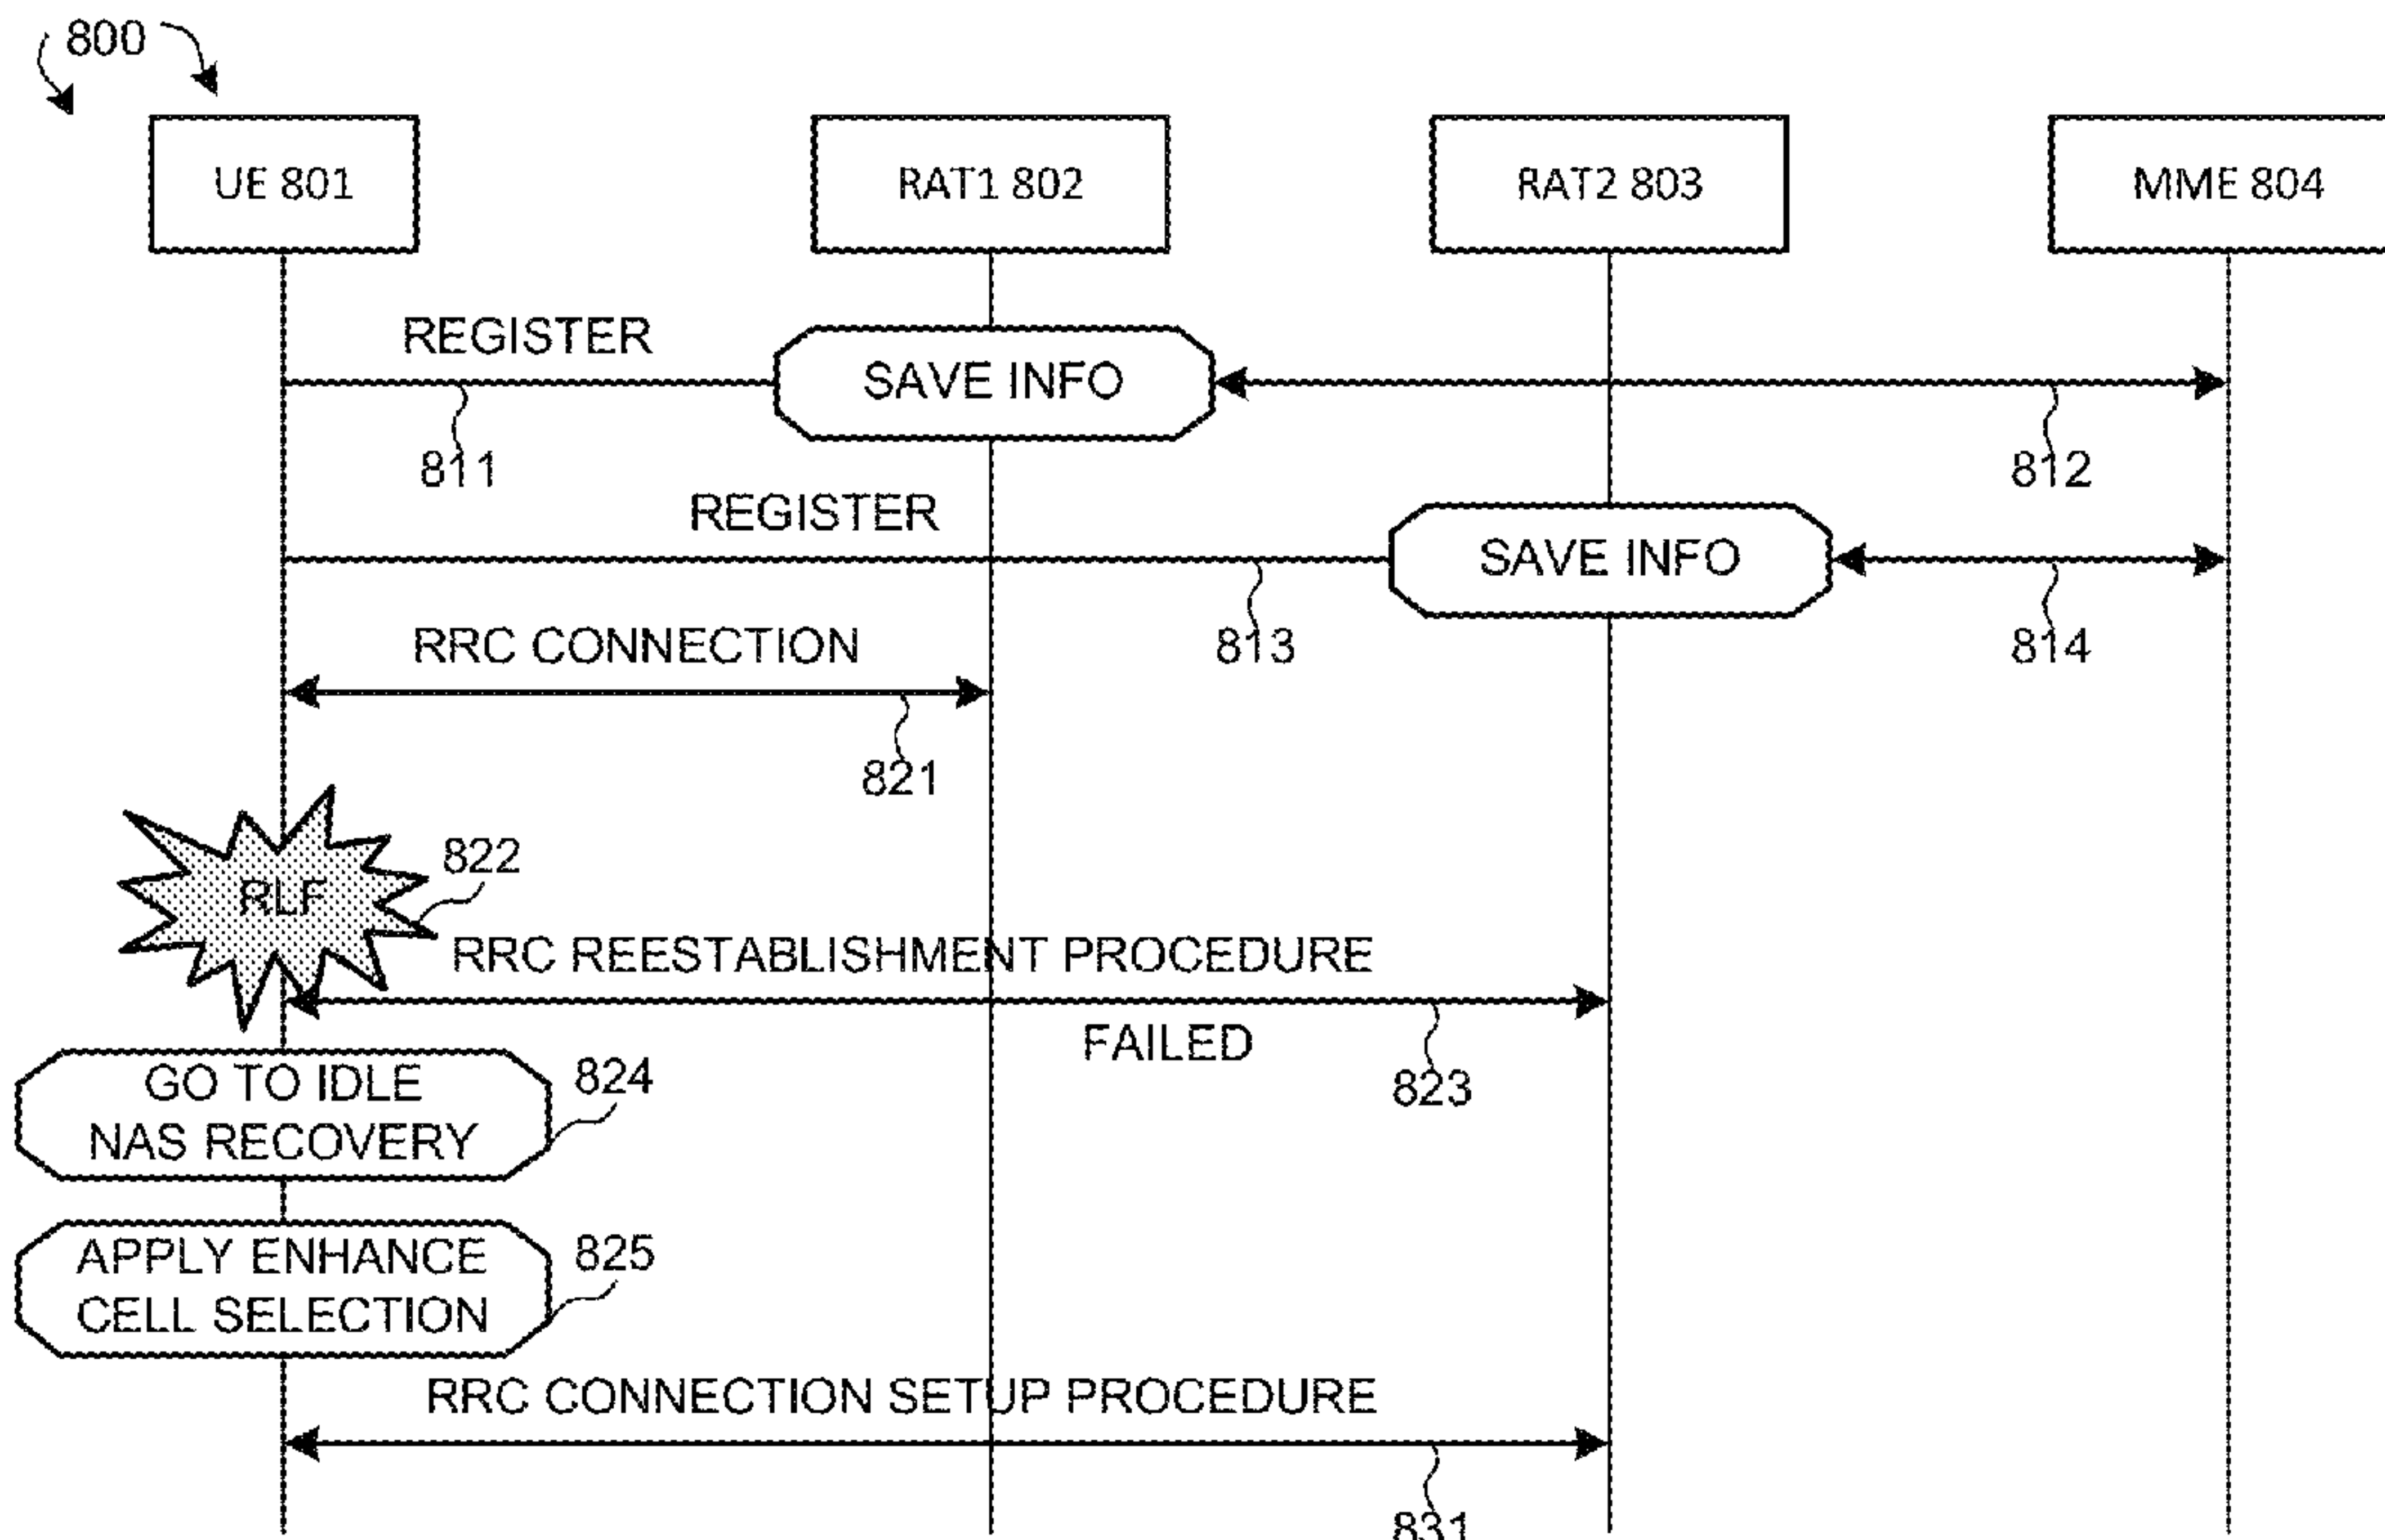 800
UE 801
RAT1 802
RAT2 803
MME 804
REGISTER
SAVE INFO
811
812
REGISTER
SAVE INFO
813
814
RRC CONNECTION
821
RLF
822
RRC REESTABLISHMENT PROCEDURE
FAILED
823
GO TO IDLE
NAS RECOVERY
824
APPLY ENHANCE
CELL SELECTION
825
RRC CONNECTION SETUP PROCEDURE
831